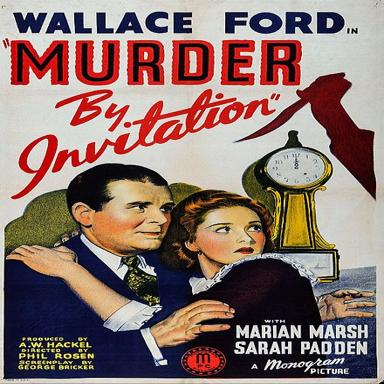 WALLACE FORD IN
"MURDER
By
Invitation"
WITH
MARIAN MARSH
SARAH PADDEN
A Monogram
PICTURE
PRODUCED BY
A.W. HACKEL
DIRECTED BY
PHIL ROSEN
SCREENPLAY BY
GEORGE BRICKER
M